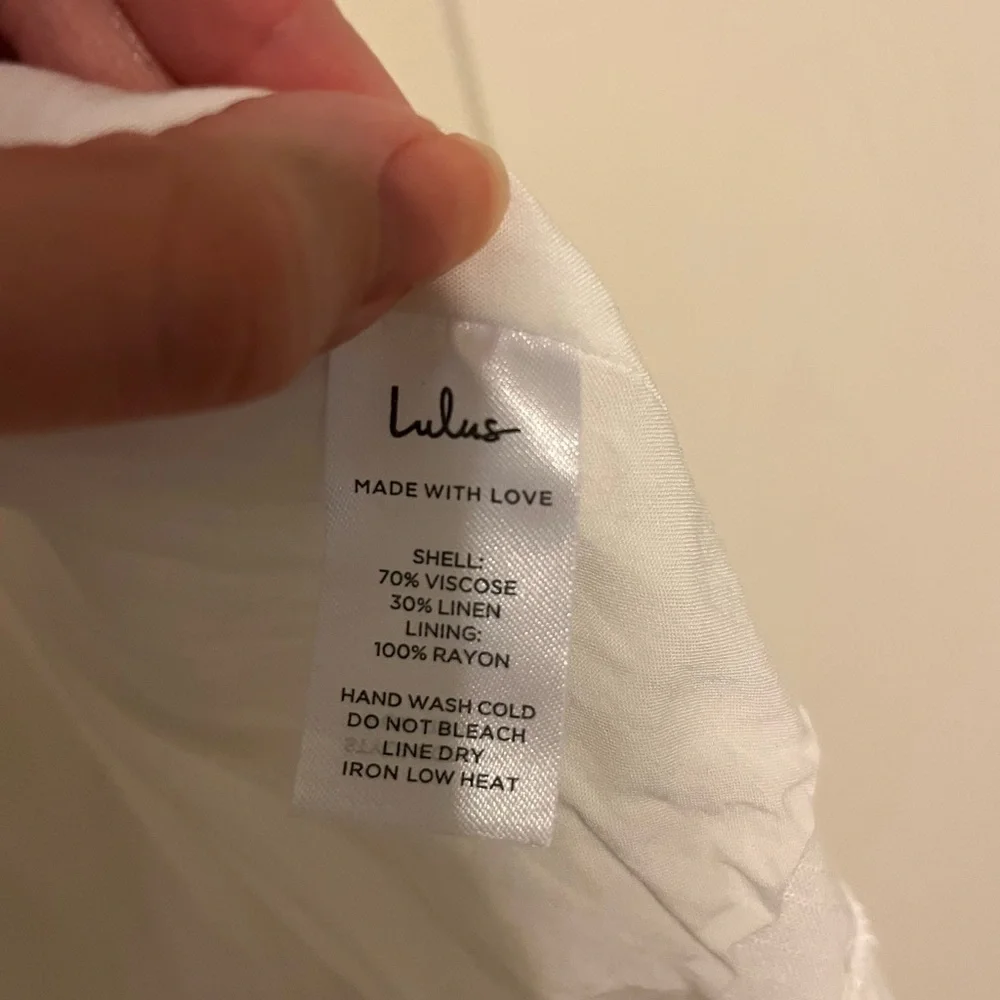 Lulus
MADE WITH LOVE
SHELL:
70% VISCOSE
30% LINEN
LINING:
100% RAYON
HAND WASH COLD
DO NOT BLEACH
LINE DRY
IRON LOW HEAT